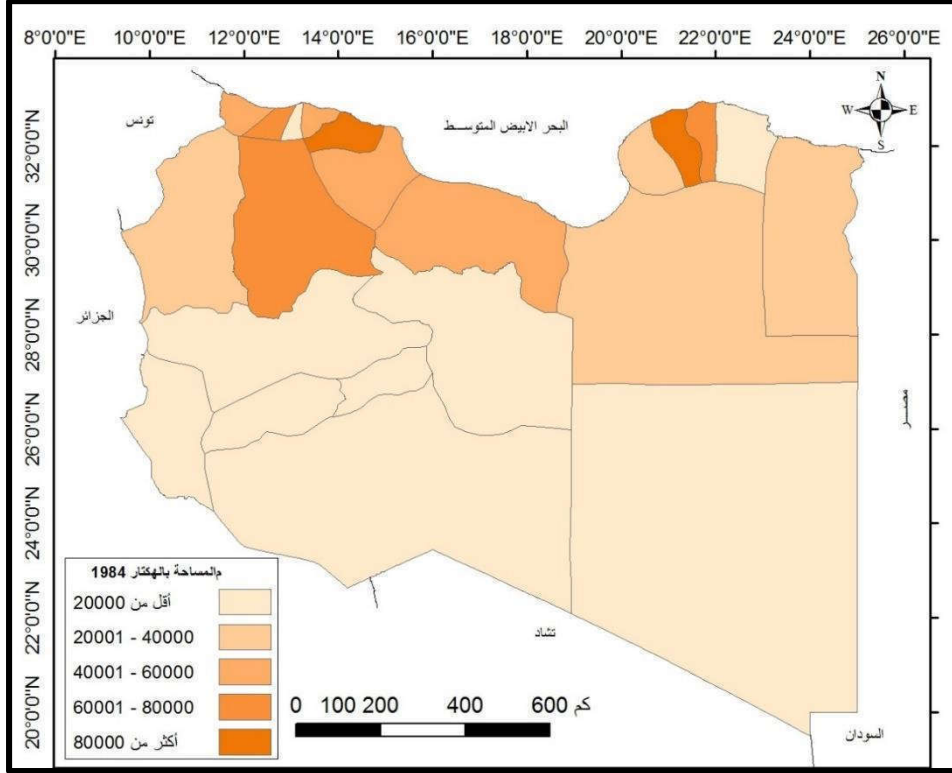 8°0'0"E 10°0'0"E 12°0'0"E 14°0'0"E 16°0'0"E 18°0'0"E 20°0'0"E 22°0'0"E 24°0'0"E 26°0'0"E
N
W E
S
تونس
البحر الابيض المتوســط
32°0'0"N
30°0'0"N
الجزائر
28°0'0"N
مصــر
26°0'0"N
24°0'0"N
22°0'0"N
20°0'0"N
تشاد
السودان
المساحة بالهكتار 1984م
أقل من 20000
20001 - 40000
40001 - 60000
60001 - 80000
أكثر من 80000
0 100 200 400 600 كم